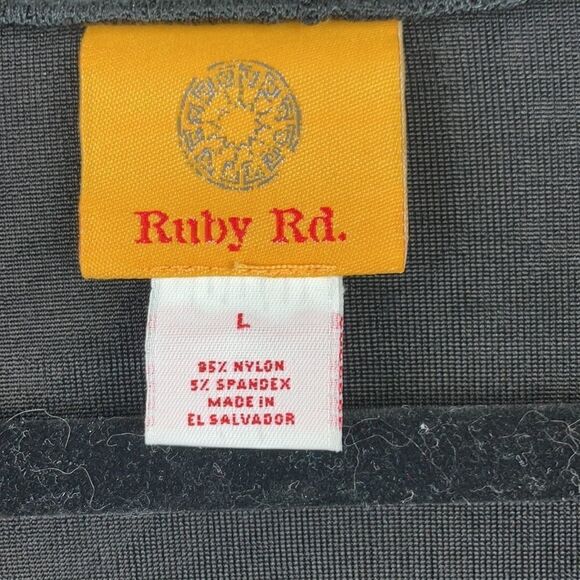 Ruby Rd.
L
95% NYLON
5% SPANDEX
MADE IN
EL SALVADOR